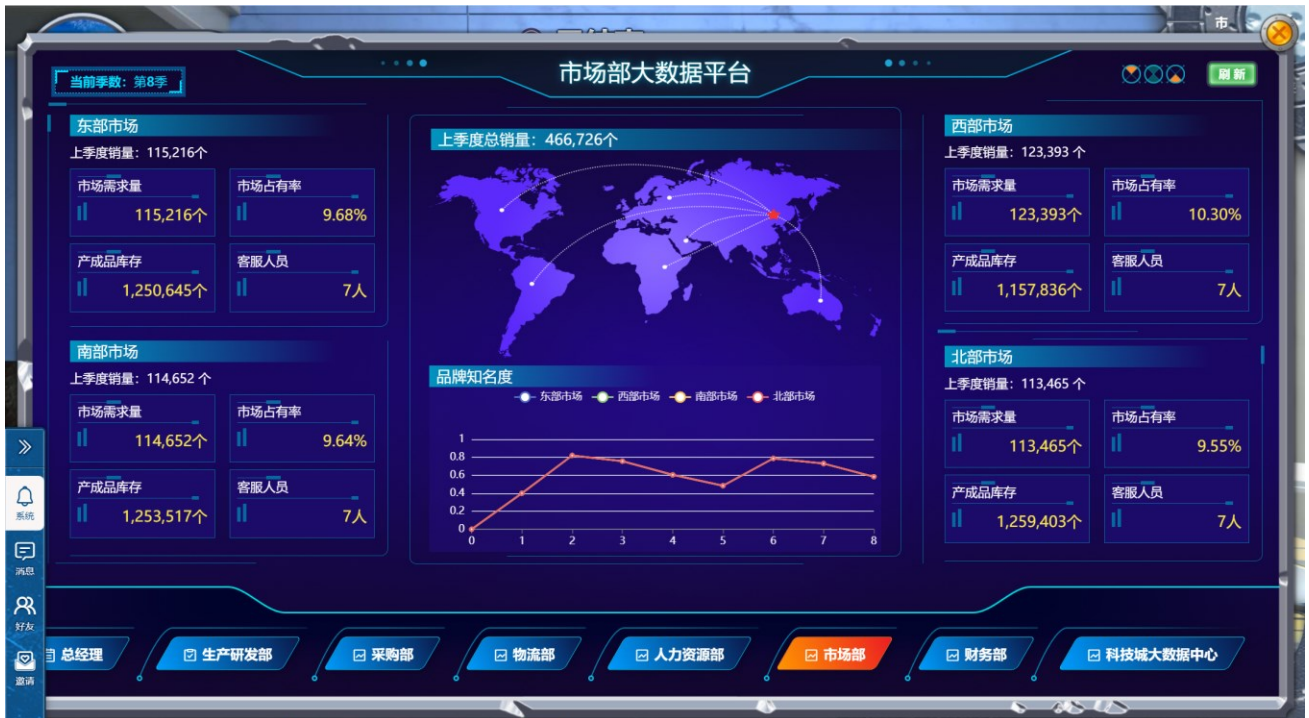 市
市场部大数据平台
当前季数：第8季
刷新
东部市场
上季度销量：115,216个
市场需求量
115,216个
市场占有率
9.68%
产成品库存
1,250,645个
客服人员
7人
南部市场
上季度销量：114,652 个
市场需求量
114,652个
市场占有率
9.64%
产成品库存
1,253,517个
客服人员
7人
上季度总销量：466,726个
品牌知名度
东部市场 西部市场 南部市场 北部市场
1
0.8
0.6
0.4
0.2
0
0 1 2 3 4 5 6 7 8
西部市场
上季度销量：123,393 个
市场需求量
123,393个
市场占有率
10.30%
产成品库存
1,157,836个
客服人员
7人
北部市场
上季度销量：113,465 个
市场需求量
113,465个
市场占有率
9.55%
产成品库存
1,259,403个
客服人员
7人
系统
消息
好友
邀请
总经理 生产研发部 采购部 物流部 人力资源部 市场部 财务部 科技城大数据中心